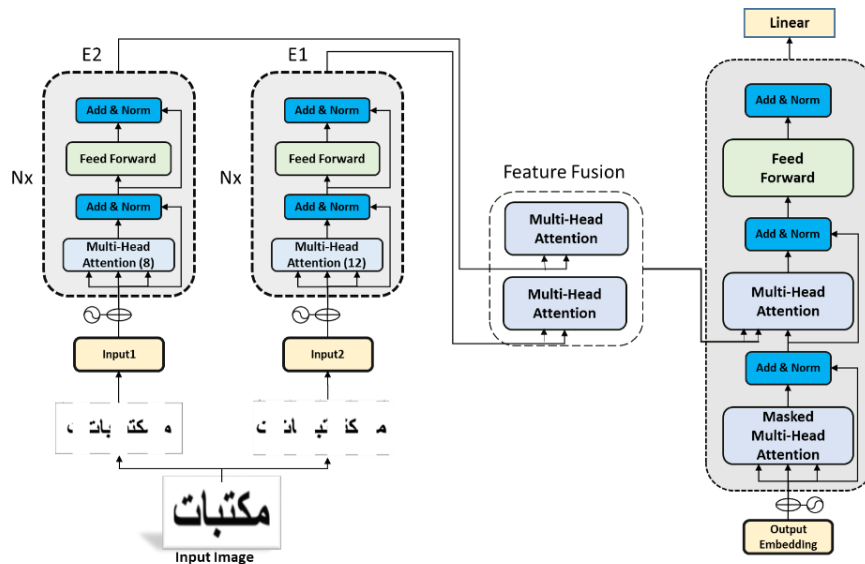 Linear
E2
E1
Add & Norm
Add & Norm
Add & Norm
Feed Forward
Feed Forward
Feed
Forward
Nx
Nx
Feature Fusion
Add & Norm
Add & Norm
Multi-Head
Attention
Add & Norm
Multi-Head
Attention (8)
Multi-Head
Attention (12)
Multi-Head
Attention
Multi-Head
Attention
Input1
Input2
Add & Norm
Masked
Multi-Head
Attention
مكتبات
Input Image
Output
Embedding